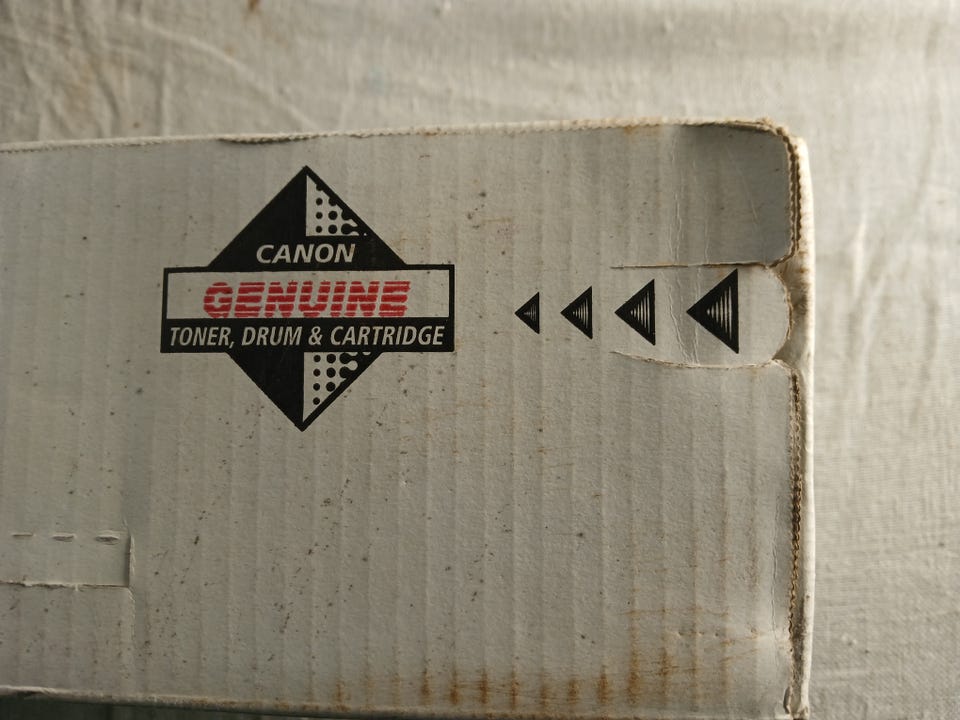 CANON
GENUINE
TONER, DRUM & CARTRIDGE